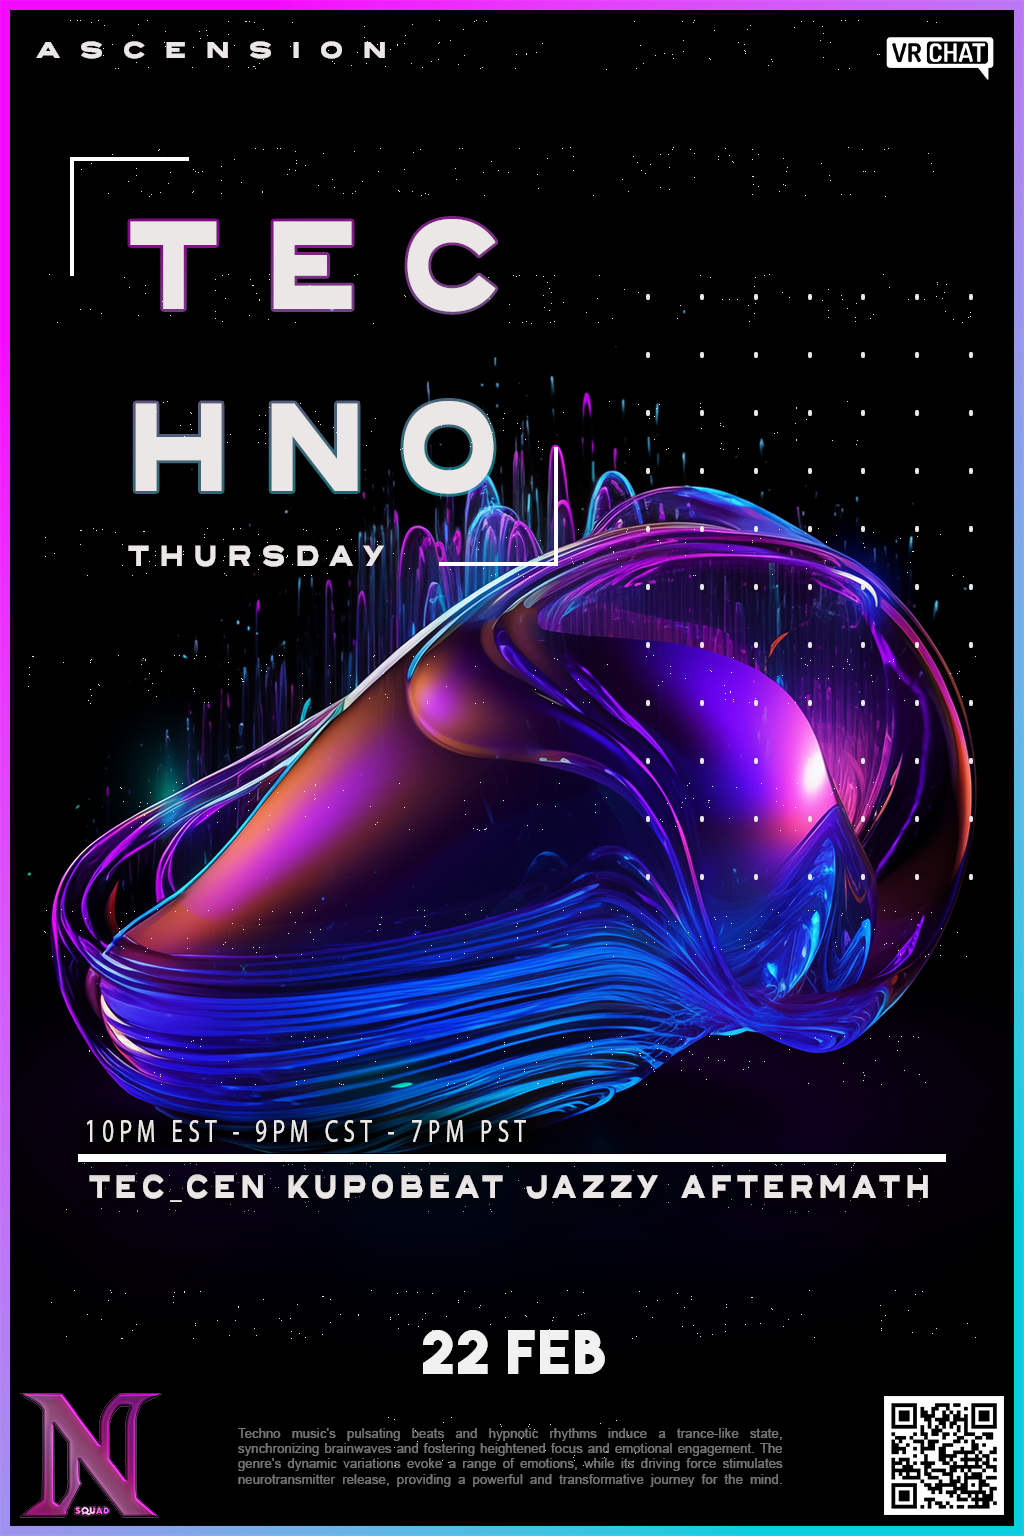 ASCENSION
VRCHAT
TEC
HNO
THURSDAY
10PM EST - 9PM CST - 7PM PST
TEC_CEN KUPOBEAT JAZZY AFTERMATH
22 FEB
N
SQUAD
Techno music's pulsating beats and hypnotic rhythms induce a trance-like state,
synchronizing brainwaves and fostering heightened focus and emotional engagement. The
genre's dynamic variations evoke a range of emotions, while its driving force stimulates
neurotransmitter release, providing a powerful and transformative journey for the mind.